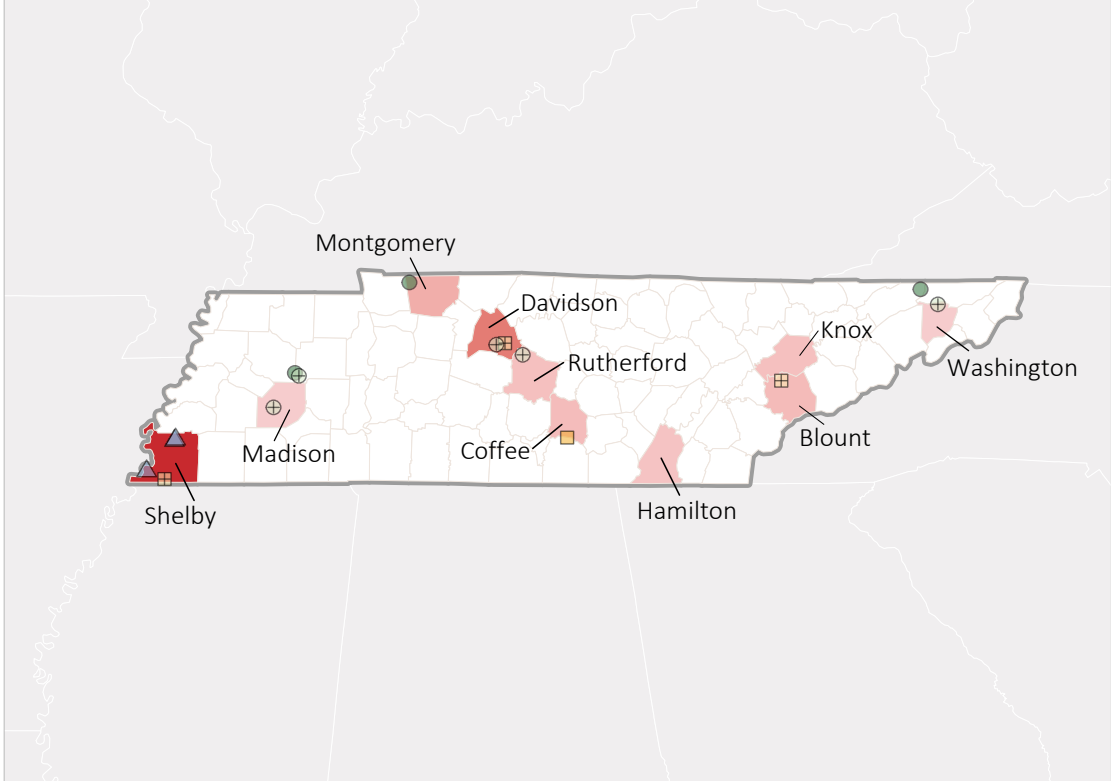 Montgomery
Davidson
Knox
Rutherford
Washington
Blount
Coffee
Madison
Hamilton
Shelby